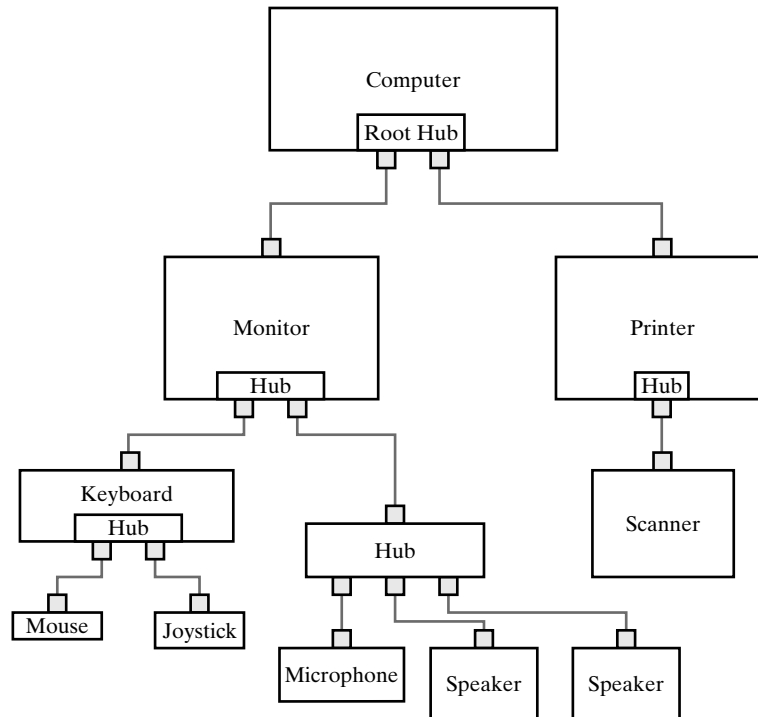 Computer
Root Hub
Monitor
Printer
Hub
Hub
Keyboard
Hub
Hub
Scanner
Mouse
Joystick
Microphone
Speaker
Speaker